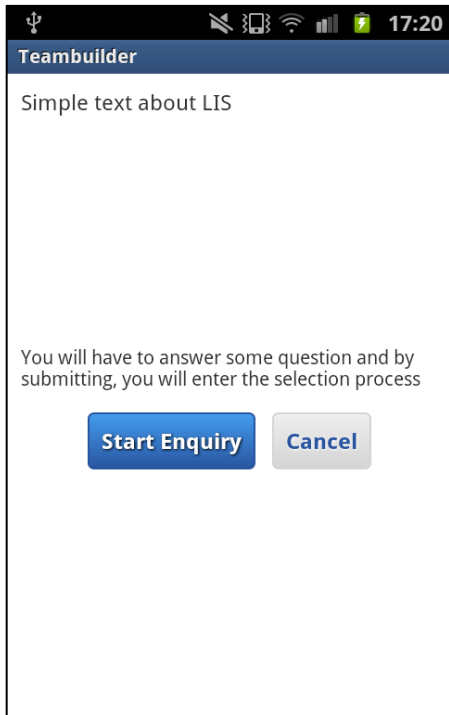 17:20
Teambuilder
Simple text about LIS
You will have to answer some question and by
submitting, you will enter the selection process
Start Enquiry
Cancel